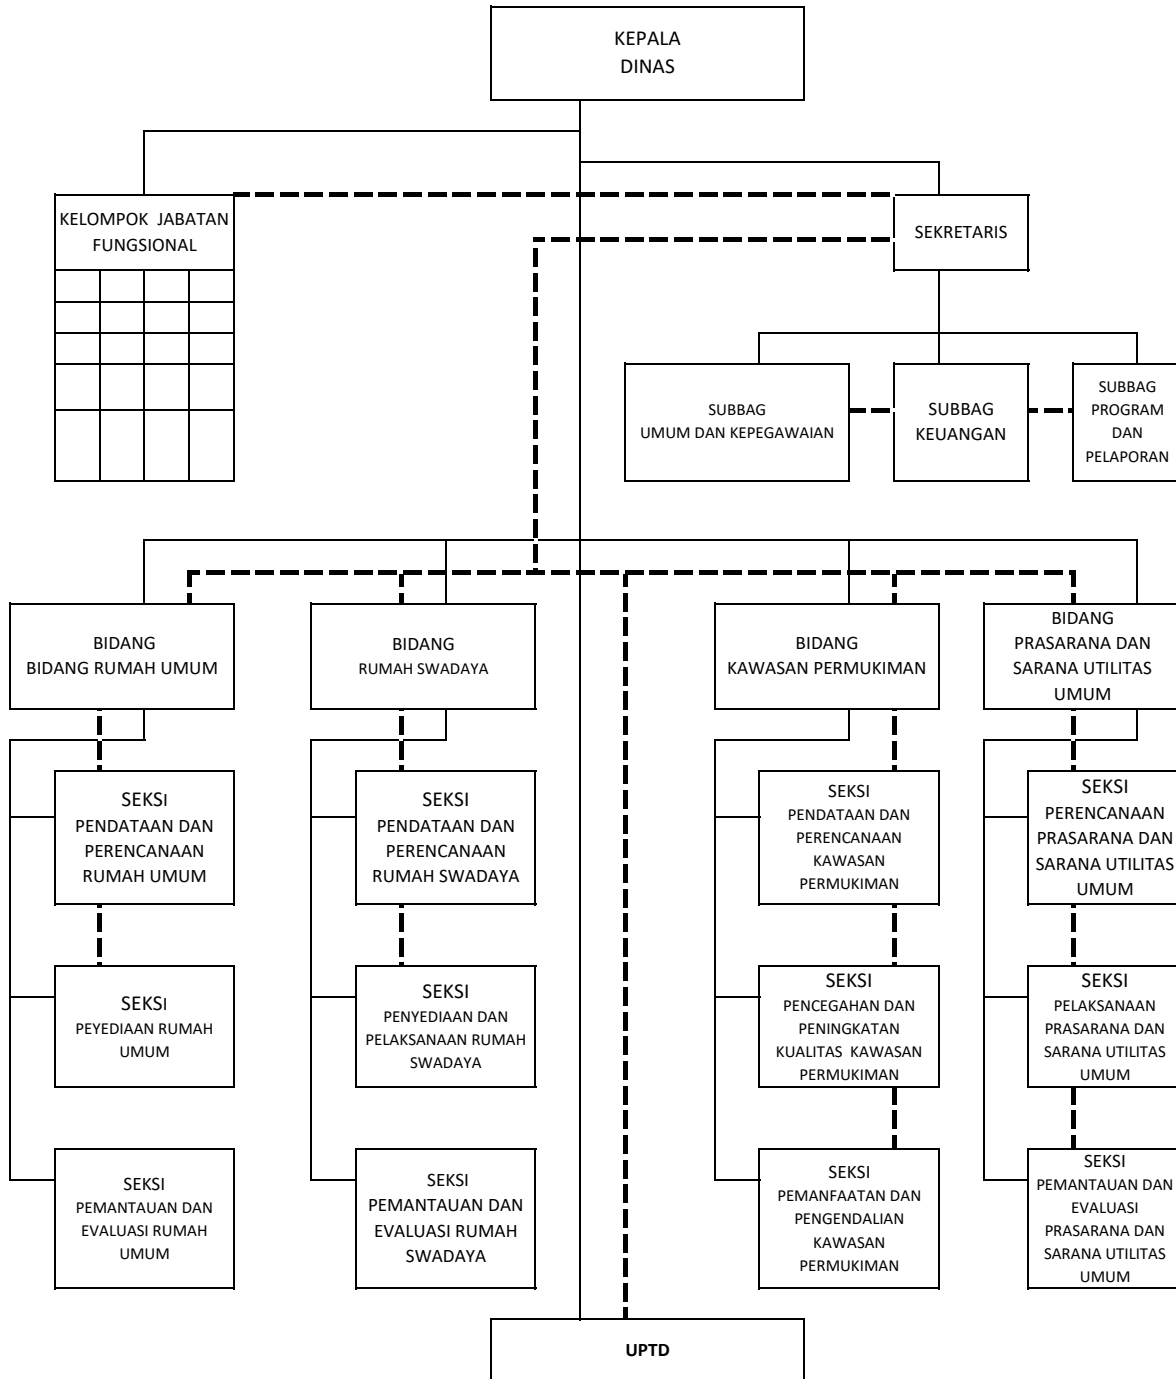 KEPALA
DINAS
KELOMPOK JABATAN
FUNGSIONAL
SEKRETARIS
SUBBAG
UMUM DAN KEPEGAWAIAN
SUBBAG
KEUANGAN
SUBBAG
PROGRAM
DAN
PELAPORAN
BIDANG
BIDANG RUMAH UMUM
BIDANG
RUMAH SWADAYA
BIDANG
KAWASAN PERMUKIMAN
BIDANG
PRASARANA DAN
SARANA UTILITAS
UMUM
SEKSI
PENDATAAN DAN
PERENCANAAN
RUMAH UMUM
SEKSI
PENDATAAN DAN
PERENCANAAN
RUMAH SWADAYA
SEKSI
PENDATAAN DAN
PERENCANAAN
KAWASAN
PERMUKIMAN
SEKSI
PERENCANAAN
PRASARANA DAN
SARANA UTILITAS
UMUM
SEKSI
PEYEDIAAN RUMAH
UMUM
SEKSI
PENYEDIAAN DAN
PELAKSANAAN RUMAH
SWADAYA
SEKSI
PENCEGAHAN DAN
PENINGKATAN
KUALITAS KAWASAN
PERMUKIMAN
SEKSI
PELAKSANAAN
PRASARANA DAN
SARANA UTILITAS
UMUM
SEKSI
PEMANTAUAN DAN
EVALUASI RUMAH
UMUM
SEKSI
PEMANTAUAN DAN
EVALUASI RUMAH
SWADAYA
SEKSI
PEMANFAATAN DAN
PENGENDALIAN
KAWASAN
PERMUKIMAN
SEKSI
PEMANTAUAN DAN
EVALUASI
PRASARANA DAN
SARANA UTILITAS
UMUM
UPTD